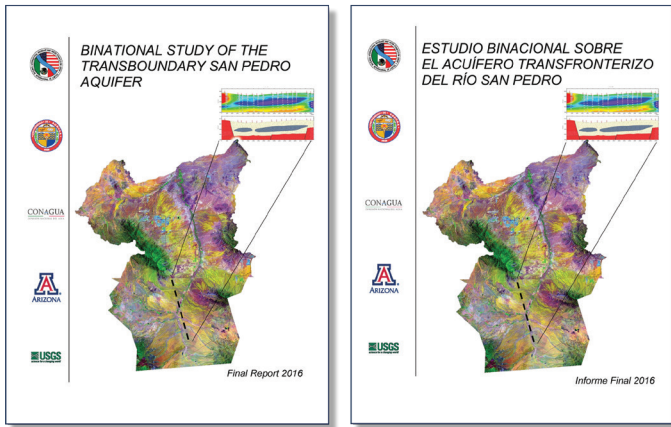 BINATIONAL STUDY OF THE
TRANSBOUNDARY SAN PEDRO
AQUIFER
CONAGUA
A
ARIZONA
USGS
Final Report 2016
ESTUDIO BINACIONAL SOBRE
EL ACUÍFERO TRANSFRONTERIZO
DEL RÍO SAN PEDRO
CONAGUA
A
ARIZONA
USGS
Informe Final 2016